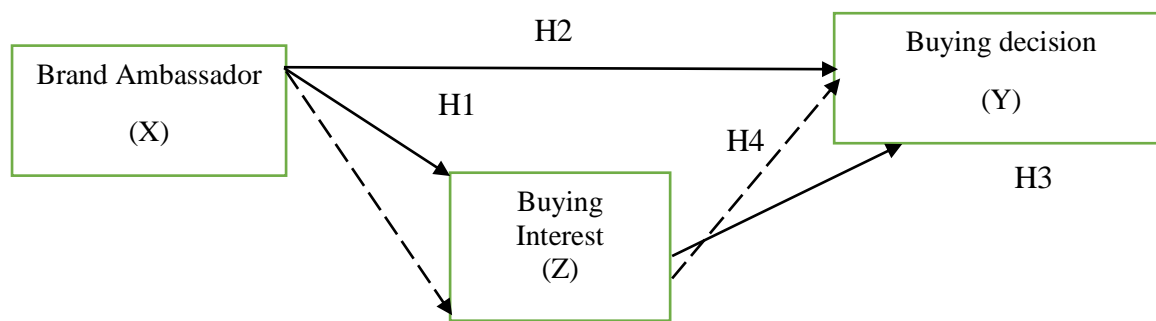 Brand Ambassador
(X)
H2
H1
Buying
Interest
(Z)
H4
H3
Buying decision
(Y)